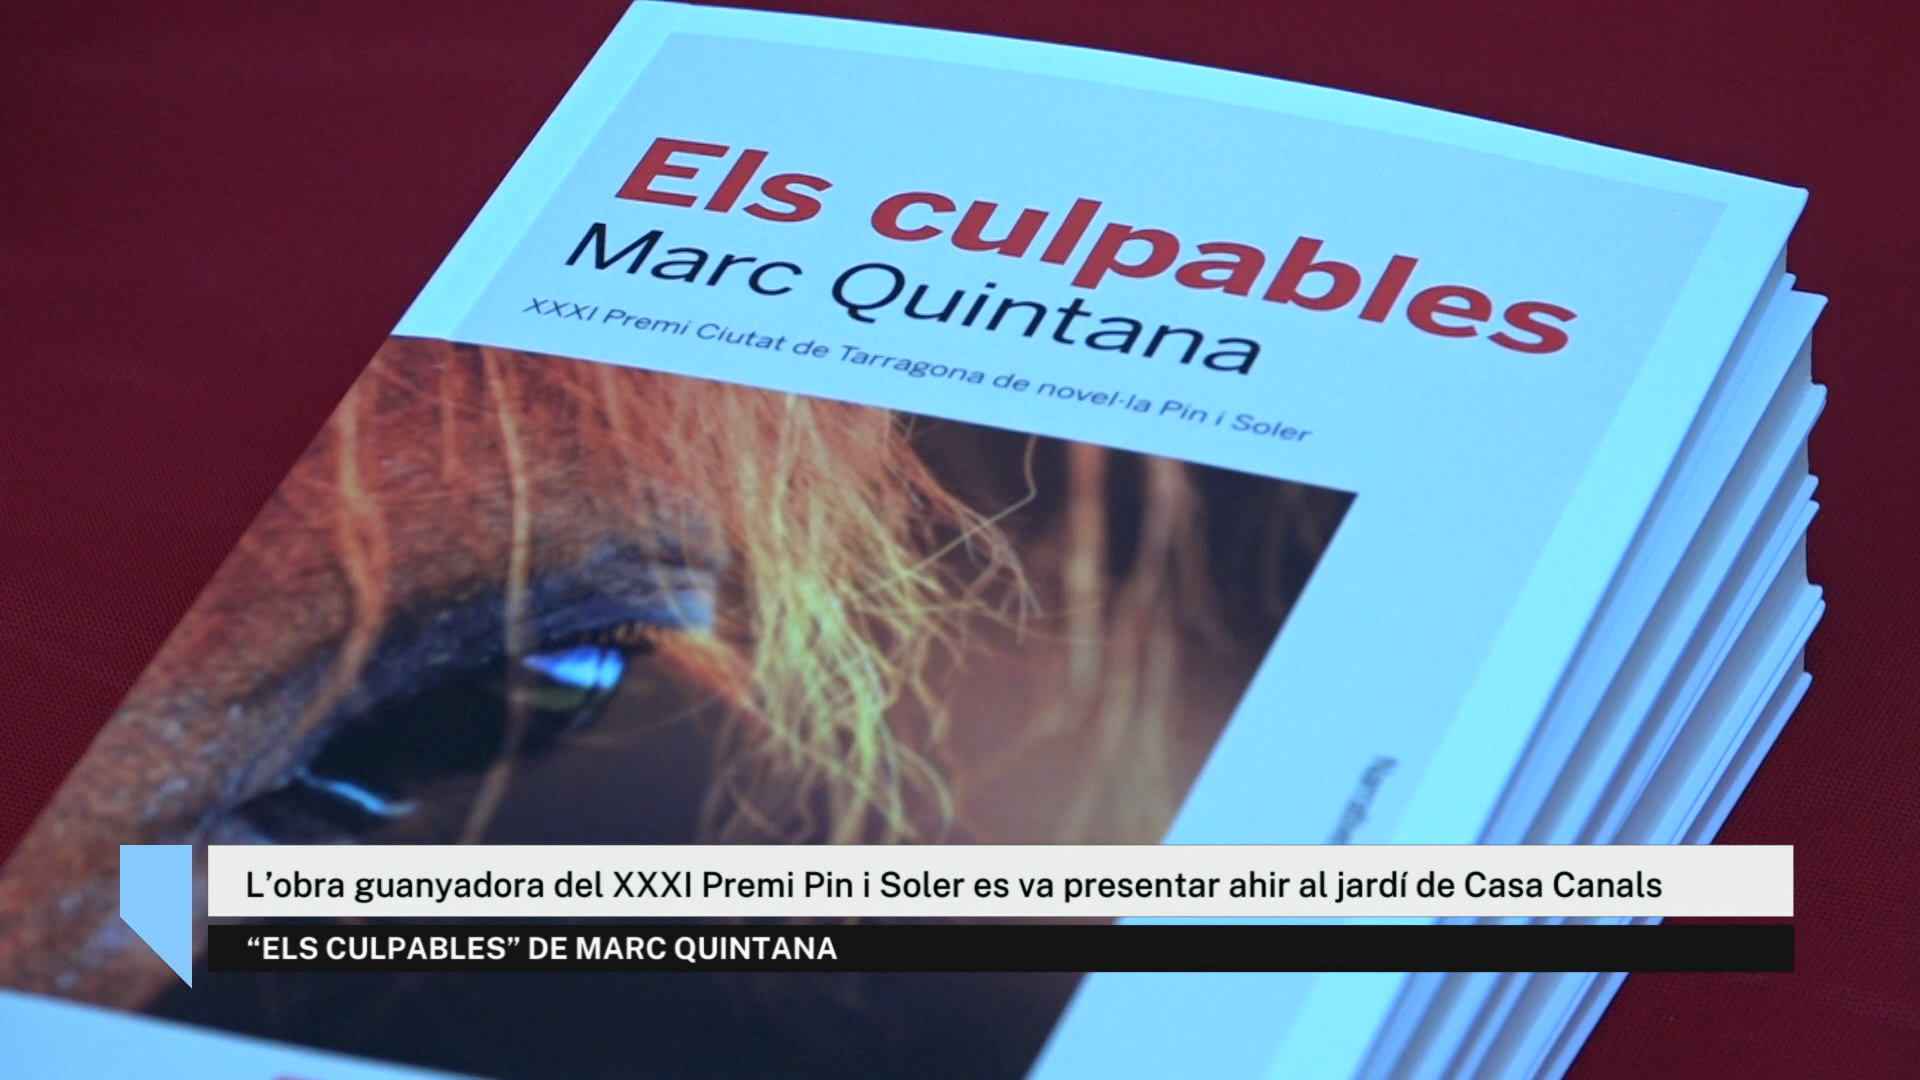 Els culpables
Marc Quintana
XXXI Premi Ciutat de Tarragona de novel·la Pin i Soler
L’obra guanyadora del XXXI Premi Pin i Soler es va presentar ahir al jardí de Casa Canals
“ELS CULPABLES” DE MARC QUINTANA